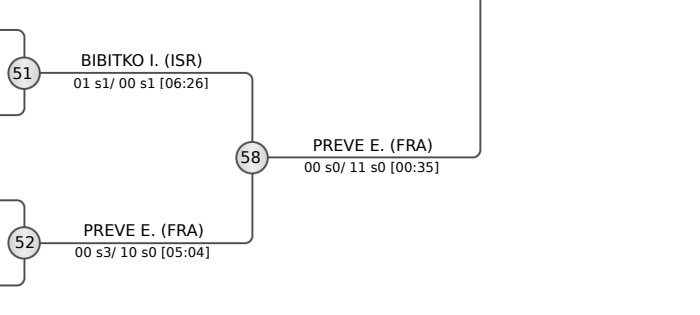 BIBITKO I. (ISR)
51
01 s1/ 00 s1 [06:26]
PREVE E. (FRA)
58
00 s0/ 11 s0 [00:35]
PREVE E. (FRA)
52
00 s3/ 10 s0 [05:04]